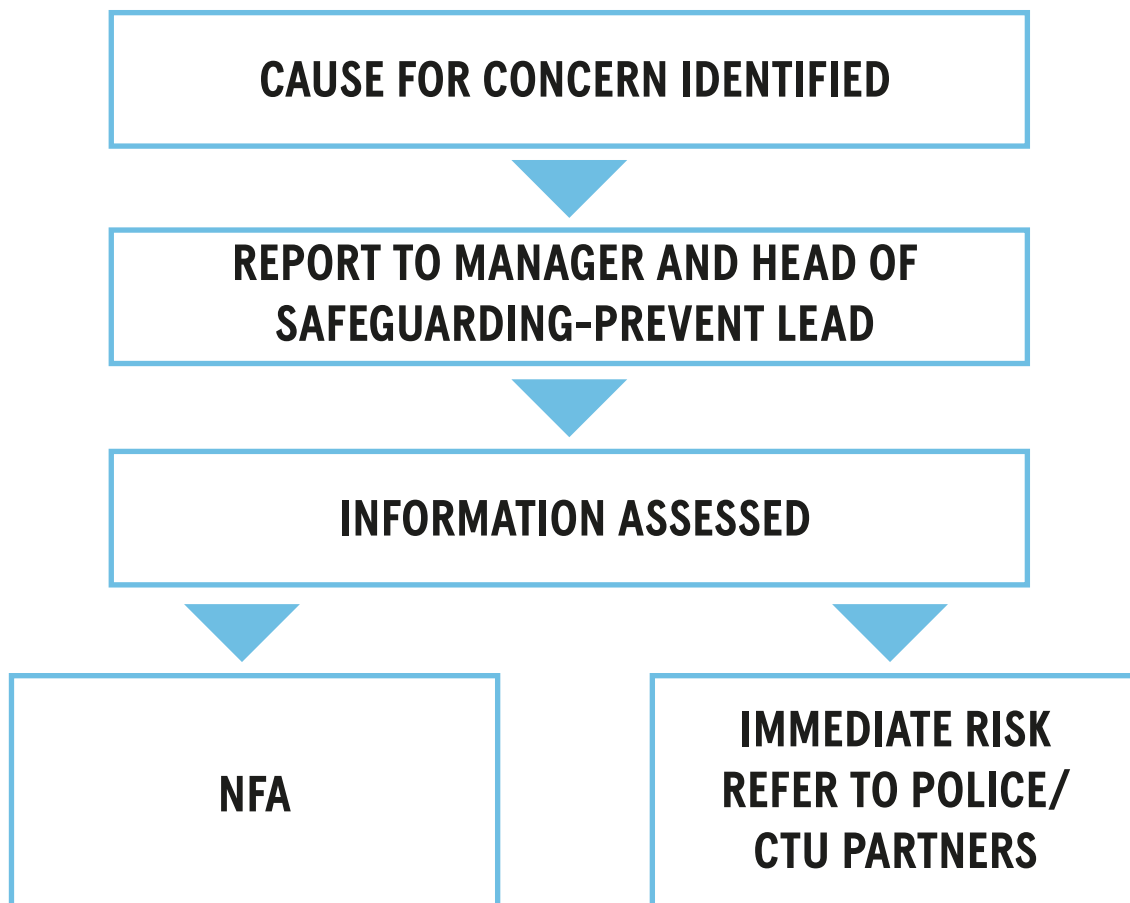 CAUSE FOR CONCERN IDENTIFIED
REPORT TO MANAGER AND HEAD OF
SAFEGUARDING-PREVENT LEAD
INFORMATION ASSESSED
NFA
IMMEDIATE RISK
REFER TO POLICE/
CTU PARTNERS